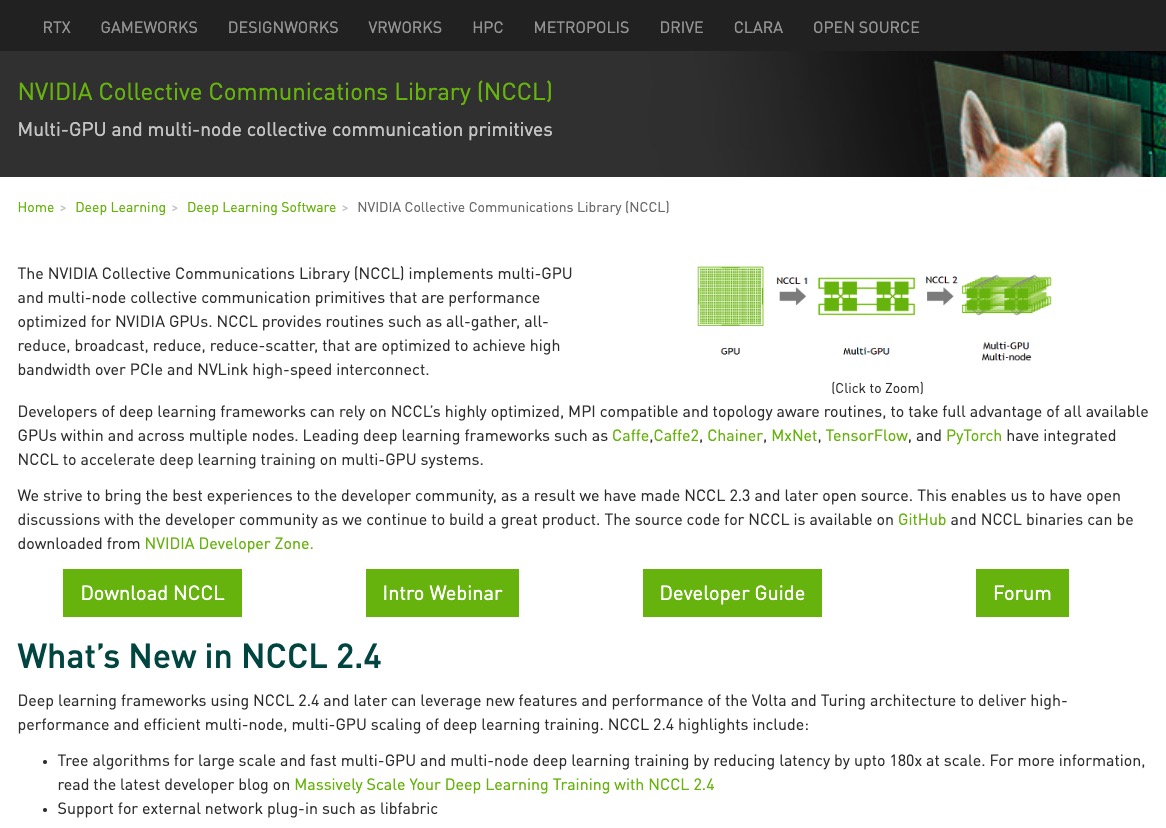 RTX GAMEWORKS DESIGNWORKS VRWORKS HPC METROPOLIS DRIVE CLARA OPEN SOURCE
NVIDIA Collective Communications Library (NCCL)
Multi-GPU and multi-node collective communication primitives
Home > Deep Learning > Deep Learning Software > NVIDIA Collective Communications Library (NCCL)
The NVIDIA Collective Communications Library (NCCL) implements multi-GPU
and multi-node collective communication primitives that are performance
optimized for NVIDIA GPUs. NCCL provides routines such as all-gather, all-
reduce, broadcast, reduce, reduce-scatter, that are optimized to achieve high
bandwidth over PCIe and NVLink high-speed interconnect.
NCCL 1
NCCL 2
GPU
Multi-GPU
Multi-GPU
Multi-node
(Click to Zoom)
Developers of deep learning frameworks can rely on NCCL’s highly optimized, MPI compatible and topology aware routines, to take full advantage of all available
GPUs within and across multiple nodes. Leading deep learning frameworks such as Caffe,Caffe2, Chainer, MxNet, TensorFlow, and PyTorch have integrated
NCCL to accelerate deep learning training on multi-GPU systems.
We strive to bring the best experiences to the developer community, as a result we have made NCCL 2.3 and later open source. This enables us to have open
discussions with the developer community as we continue to build a great product. The source code for NCCL is available on GitHub and NCCL binaries can be
downloaded from NVIDIA Developer Zone.
Download NCCL Intro Webinar Developer Guide Forum
What’s New in NCCL 2.4
Deep learning frameworks using NCCL 2.4 and later can leverage new features and performance of the Volta and Turing architecture to deliver high-
performance and efficient multi-node, multi-GPU scaling of deep learning training. NCCL 2.4 highlights include:
• Tree algorithms for large scale and fast multi-GPU and multi-node deep learning training by reducing latency by upto 180x at scale. For more information,
read the latest developer blog on Massively Scale Your Deep Learning Training with NCCL 2.4
• Support for external network plug-in such as libfabric